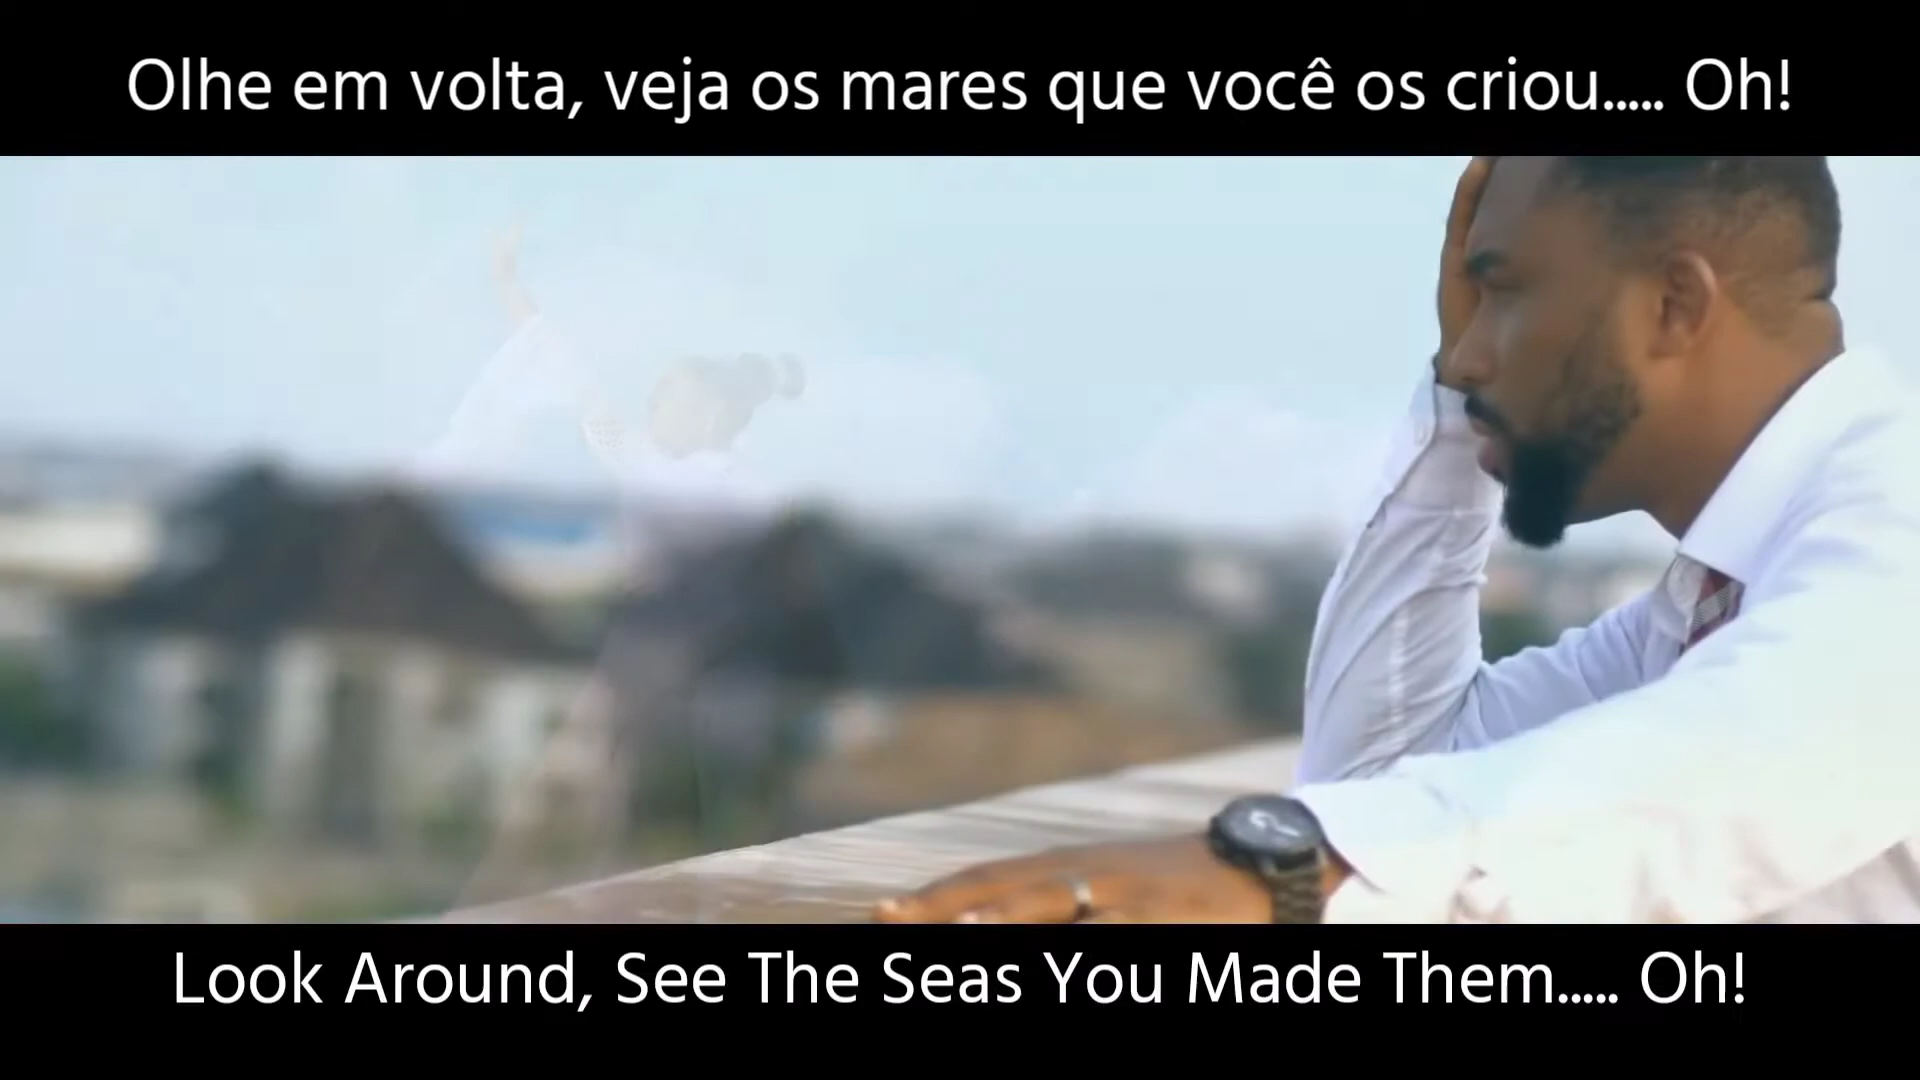 Olhe em volta, veja os mares que você os criou..... Oh!
Look Around, See The Seas You Made Them..... Oh!